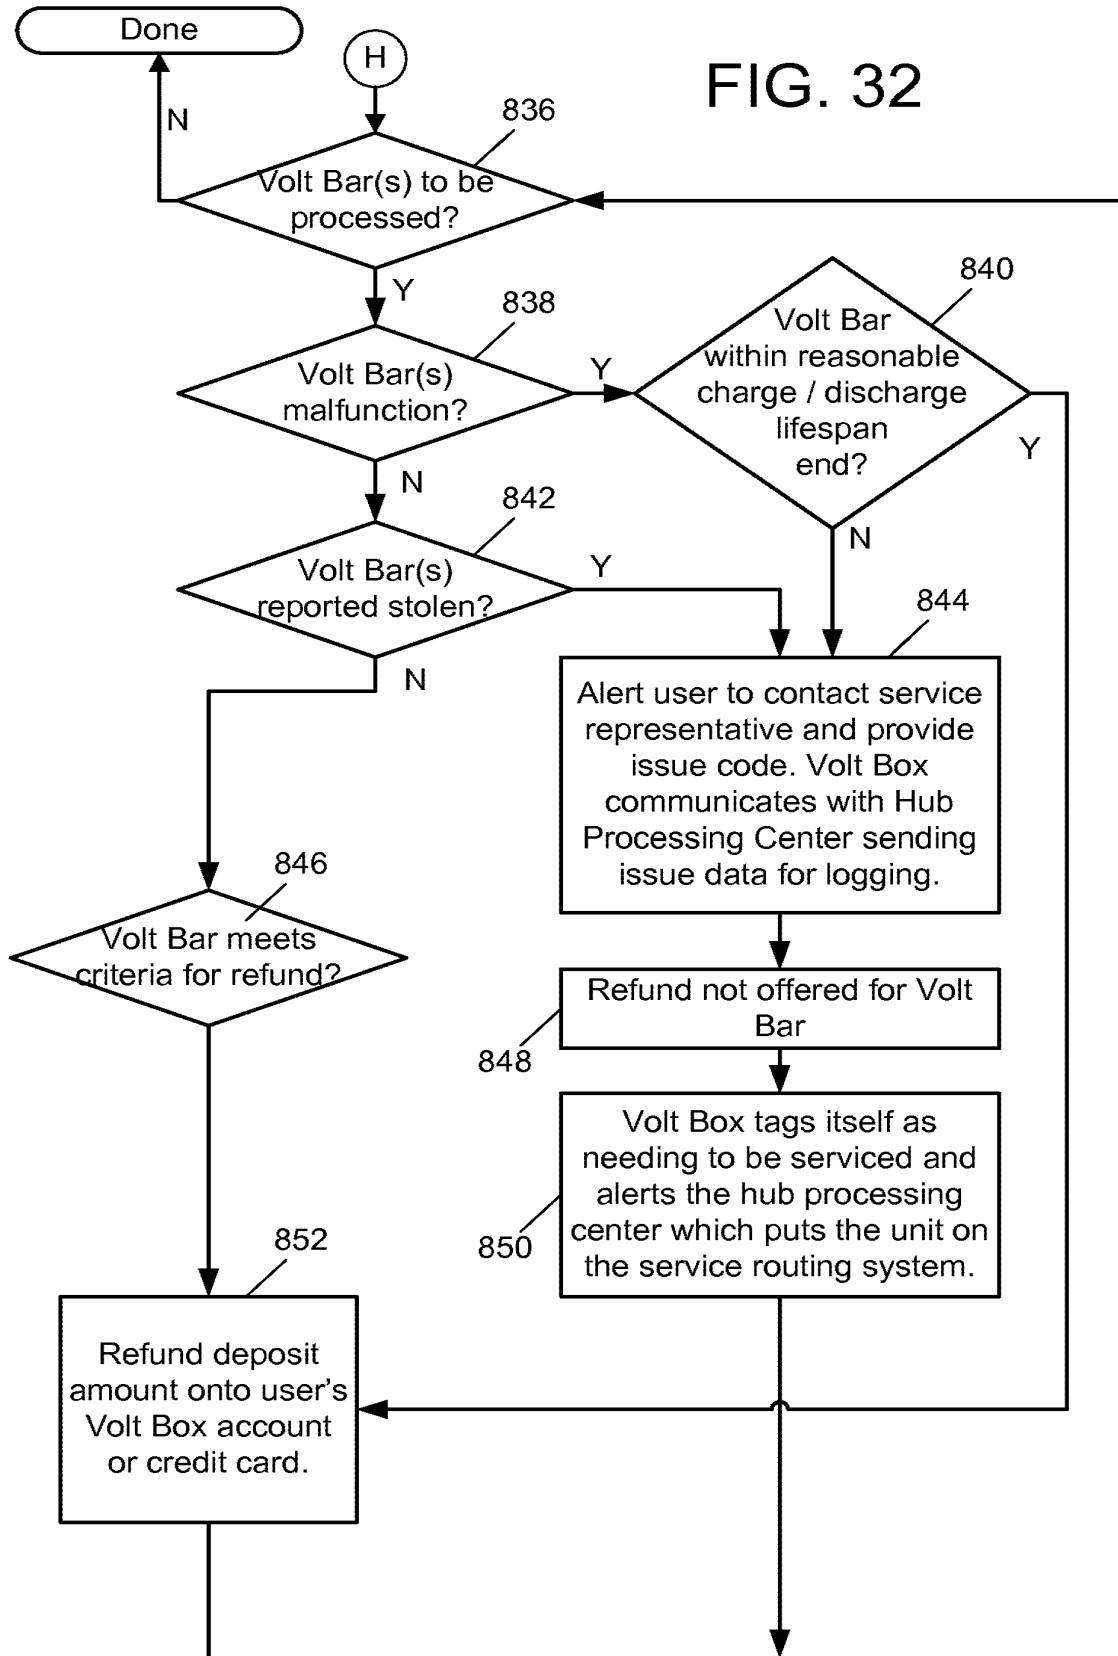 Done
H
FIG. 32
N
836
Volt Bar(s) to be
processed?
Y
838
Volt Bar(s)
malfunction?
Y
840
Volt Bar
within reasonable
charge / discharge
lifespan
end?
Y
N
N
842
Volt Bar(s)
reported stolen?
Y
N
844
Alert user to contact service
representative and provide
issue code. Volt Box
communicates with Hub
Processing Center sending
issue data for logging.
846
Volt Bar meets
criteria for refund?
Refund not offered for Volt
Bar
848
Volt Box tags itself as
needing to be serviced and
alerts the hub processing
center which puts the unit on
the service routing system.
850
852
Refund deposit
amount onto user's
Volt Box account
or credit card.